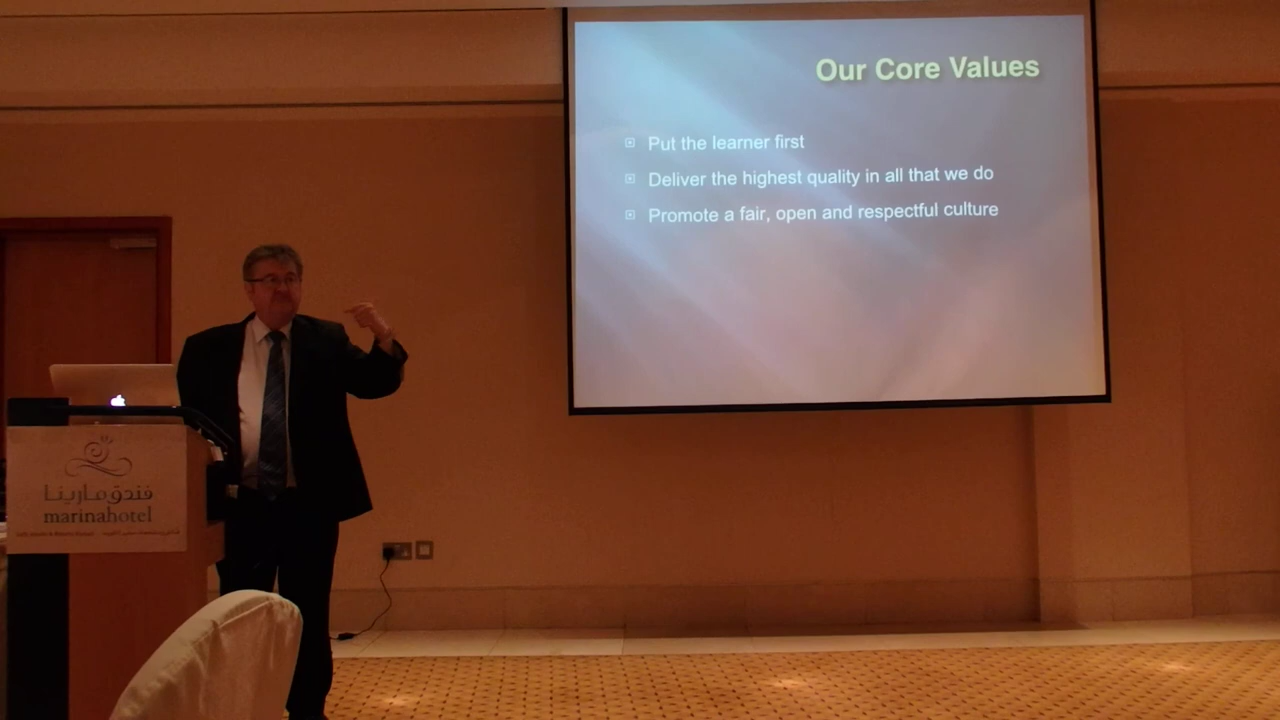 Our Core Values
Put the learner first
Deliver the highest quality in all that we do
Promote a fair, open and respectful culture
فندق مارينا
marinahotel